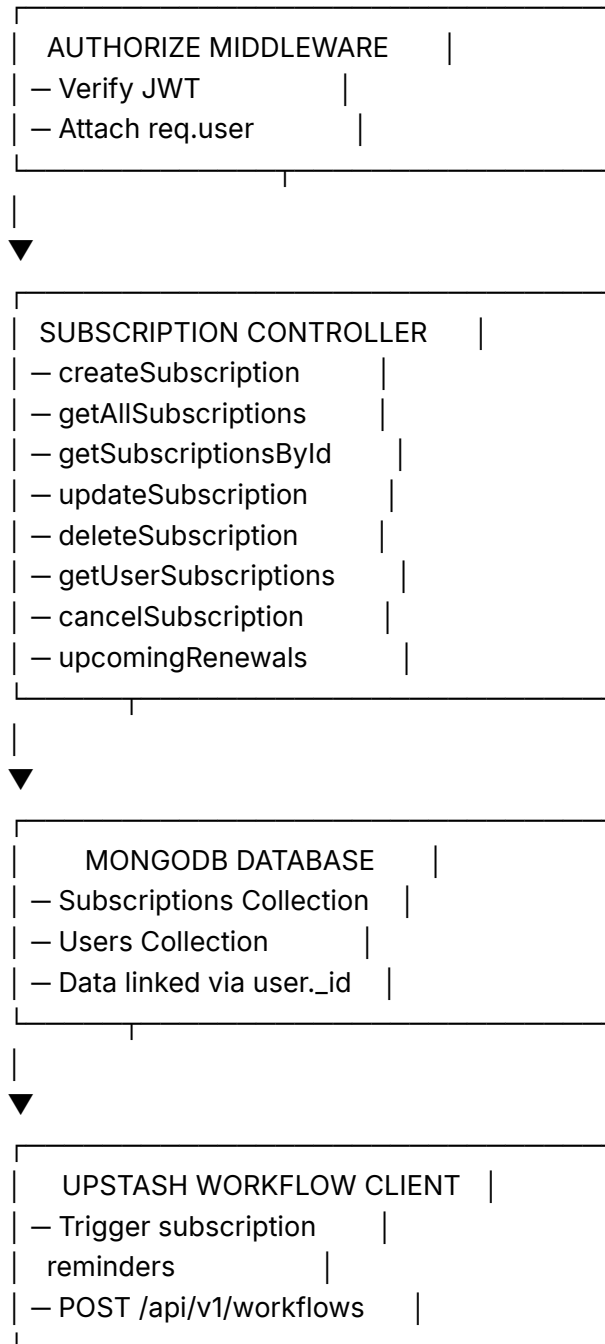 AUTHORIZE MIDDLEWARE
─ Verify JWT
─ Attach req.user
SUBSCRIPTION CONTROLLER
─ createSubscription
─ getAllSubscriptions
─ getSubscriptionsById
─ updateSubscription
─ deleteSubscription
─ getUserSubscriptions
─ cancelSubscription
─ upcomingRenewals
MONGODB DATABASE
─ Subscriptions Collection
─ Users Collection
─ Data linked via user._id
UPSTASH WORKFLOW CLIENT
─ Trigger subscription
reminders
─ POST /api/v1/workflows